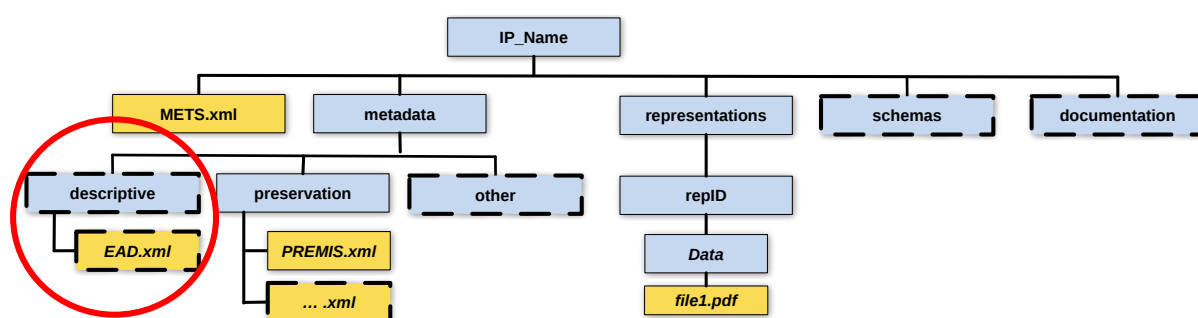 IP_Name
METS.xml
metadata
representations
schemas
documentation
descriptive
preservation
other
repID
EAD.xml
PREMIS.xml
Data
... .xml
file1.pdf